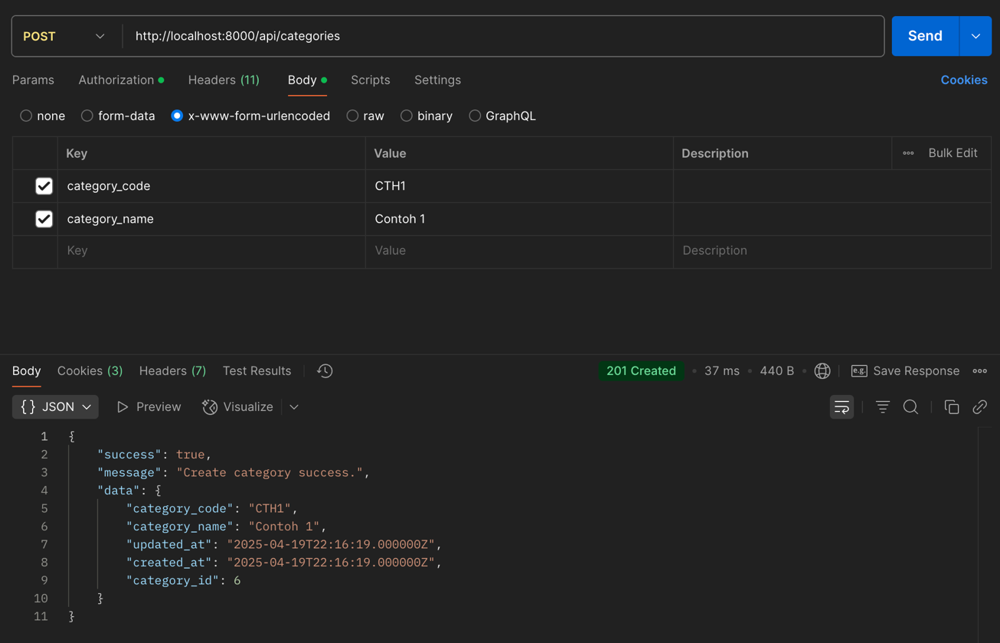 POST http://localhost:8000/api/categories Send
Params Authorization Headers (11) Body Scripts Settings Cookies
none form-data x-www-form-urlencoded raw binary GraphQL
Key Value Description Bulk Edit
category_code CTH1
category_name Contoh 1
Key Value Description
Body Cookies (3) Headers (7) Test Results 201 Created 37 ms 440 B e.g. Save Response
{} JSON Preview Visualize
1 {
2 "success": true,
3 "message": "Create category success.",
4 "data": {
5 "category_code": "CTH1",
6 "category_name": "Contoh 1",
7 "updated_at": "2025-04-19T22:16:19.000000Z",
8 "created_at": "2025-04-19T22:16:19.000000Z",
9 "category_id": 6
10 }
11 }